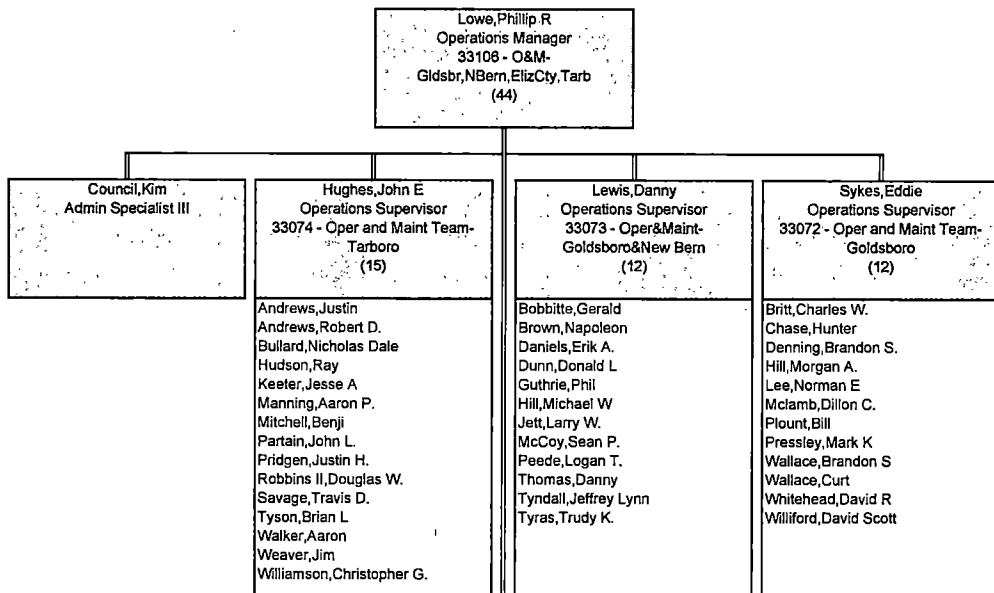 Lowe,Phillip R
Operations Manager
33106 - O&M-
Gldsbr,NBern,ElizCty,Tarb
(44)
Council,Kim
Admin Specialist III
Hughes,John E
Operations Supervisor
33074 - Oper and Maint Team-
Tarboro
(15)
Andrews,Justin
Andrews,Robert D.
Bullard,Nicholas Dale
Hudson,Ray
Keeter,Jesse A
Manning,Aaron P.
Mitchell,Benji
Partain,John L.
Pridgen,Justin H.
Robbins II,Douglas W.
Savage,Travis D.
Tyson,Brian L
Walker,Aaron
Weaver,Jim
Williamson,Christopher G.
Lewis,Danny
Operations Supervisor
33073 - Oper&Maint-
Goldsboro&New Bern
(12)
Bobbitte,Gerald
Brown,Napoleon
Daniels,Erik A.
Dunn,Donald L
Guthrie,Phil
Hill,Michael W
Jett,Larry W.
McCoy,Sean P.
Peede,Logan T.
Thomas,Danny
Tyndall,Jeffrey Lynn
Tyras,Trudy K.
Sykes,Eddie
Operations Supervisor
33072 - Oper and Maint Team-
Goldsboro
(12)
Britt,Charles W.
Chase,Hunter
Denning,Brandon S.
Hill,Morgan A.
Lee,Norman E
Mclamb,Dillon C.
Plount,Bill
Pressley,Mark K
Wallace,Brandon S
Wallace,Curt
Whitehead,David R
Williford,David Scott